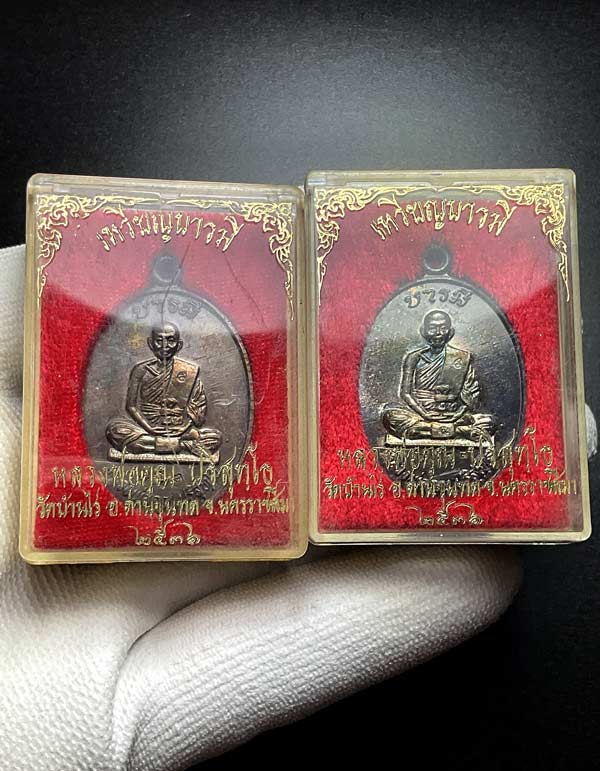 เหรียญบารมี
บารมี
หลวงพ่อคูณ ปริสุทฺโธ
วัดบ้านไร่ อ.ด่านขุนทด จ.นครราชสีมา
๒๕๓๖
เหรียญบารมี
บารมี
หลวงพ่อคูณ ปริสุทฺโธ
วัดบ้านไร่ อ.ด่านขุนทด จ.นครราชสีมา
๒๕๓๖